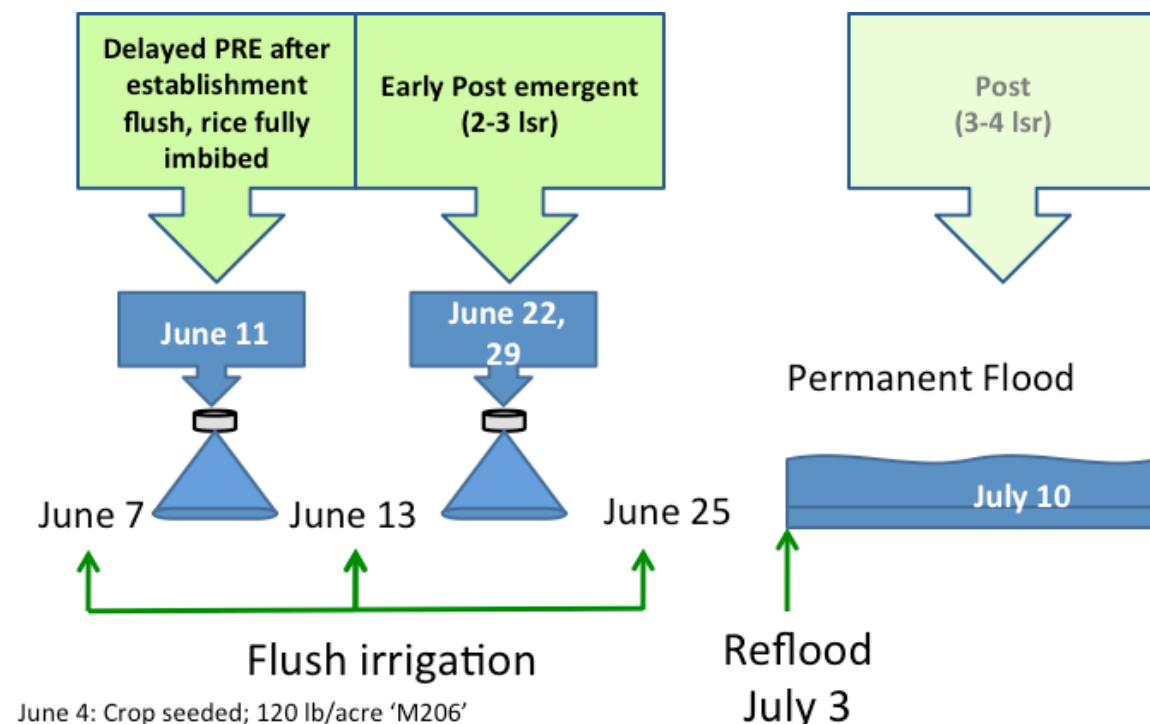 Delayed PRE after
establishment
flush, rice fully
imbibed
Early Post emergent
(2-3 lsr)
Post
(3-4 lsr)
June 11
June 22,
29
Permanent Flood
June 7
June 13
June 25
July 10
Flush irrigation
Reflood
July 3
June 4: Crop seeded; 120 lb/acre ‘M206’